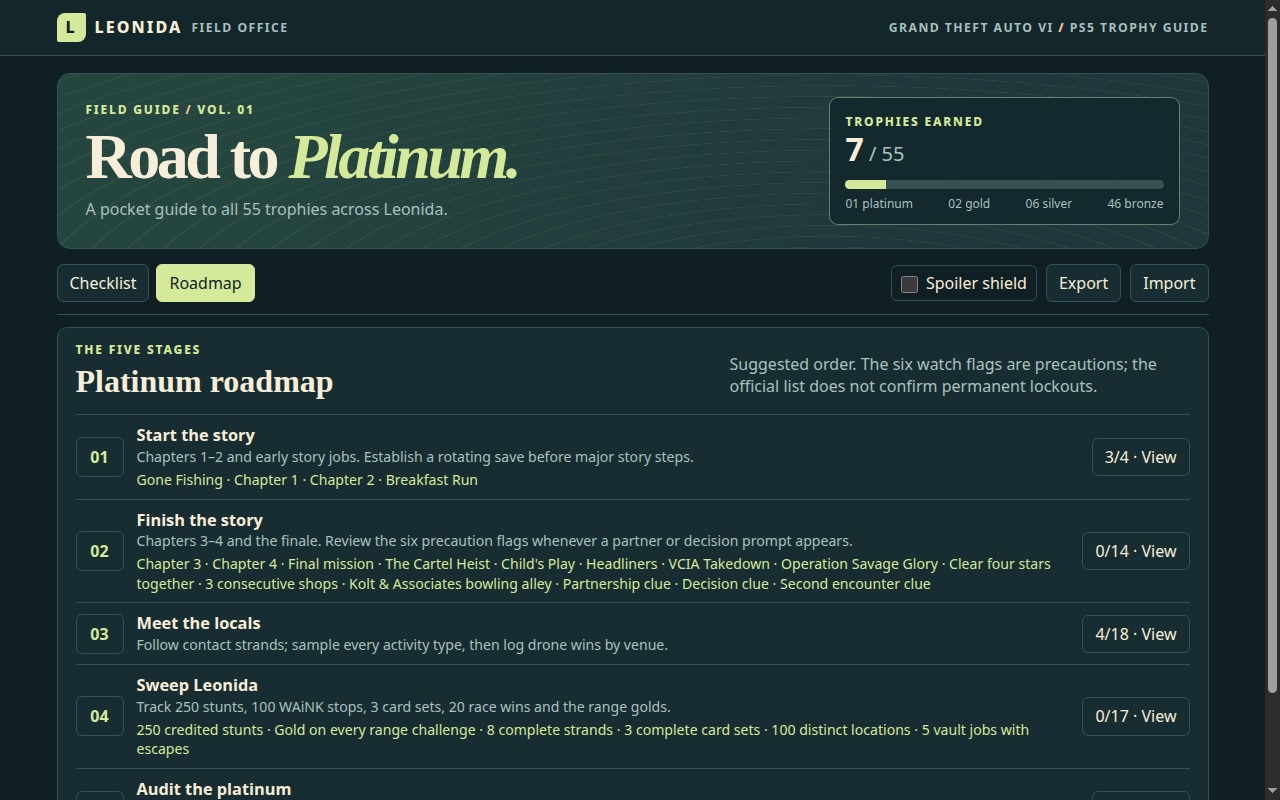 L LEONIDA FIELD OFFICE
GRAND THEFT AUTO VI / PS5 TROPHY GUIDE
FIELD GUIDE / VOL. 01
Road to Platinum.
A pocket guide to all 55 trophies across Leonida.
TROPHIES EARNED
7 / 55
01 platinum 02 gold 06 silver 46 bronze
Checklist Roadmap
Spoiler shield Export Import
THE FIVE STAGES
Platinum roadmap
Suggested order. The six watch flags are precautions; the
official list does not confirm permanent lockouts.
01
Start the story
Chapters 1–2 and early story jobs. Establish a rotating save before major story steps.
Gone Fishing · Chapter 1 · Chapter 2 · Breakfast Run
3/4 · View
02
Finish the story
Chapters 3–4 and the finale. Review the six precaution flags whenever a partner or decision prompt appears.
Chapter 3 · Chapter 4 · Final mission · The Cartel Heist · Child's Play · Headliners · VCIA Takedown · Operation Savage Glory · Clear four stars
together · 3 consecutive shops · Kolt & Associates bowling alley · Partnership clue · Decision clue · Second encounter clue
0/14 · View
03
Meet the locals
Follow contact strands; sample every activity type, then log drone wins by venue.
4/18 · View
04
Sweep Leonida
Track 250 stunts, 100 WAiNK stops, 3 card sets, 20 race wins and the range golds.
250 credited stunts · Gold on every range challenge · 8 complete strands · 3 complete card sets · 100 distinct locations · 5 vault jobs with
escapes
0/17 · View
Audit the platinum